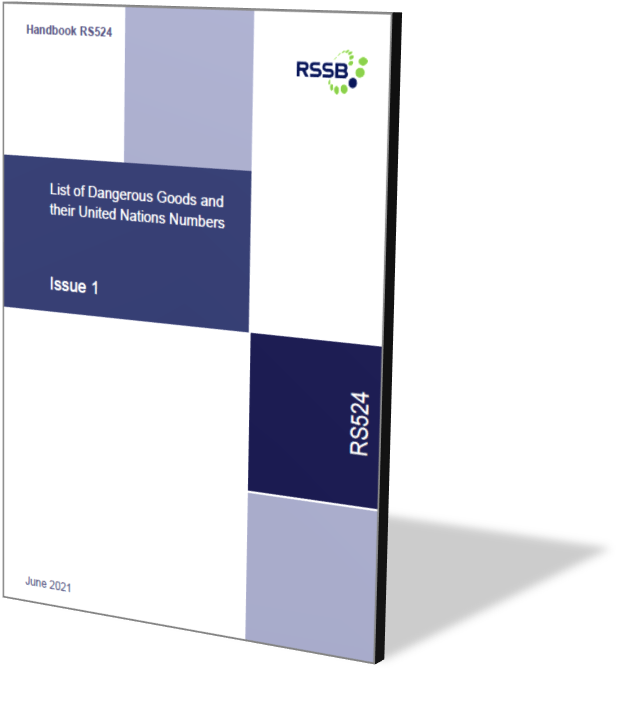 Handbook RS524
RSSB
List of Dangerous Goods and
their United Nations Numbers
Issue 1
RS524
June 2021